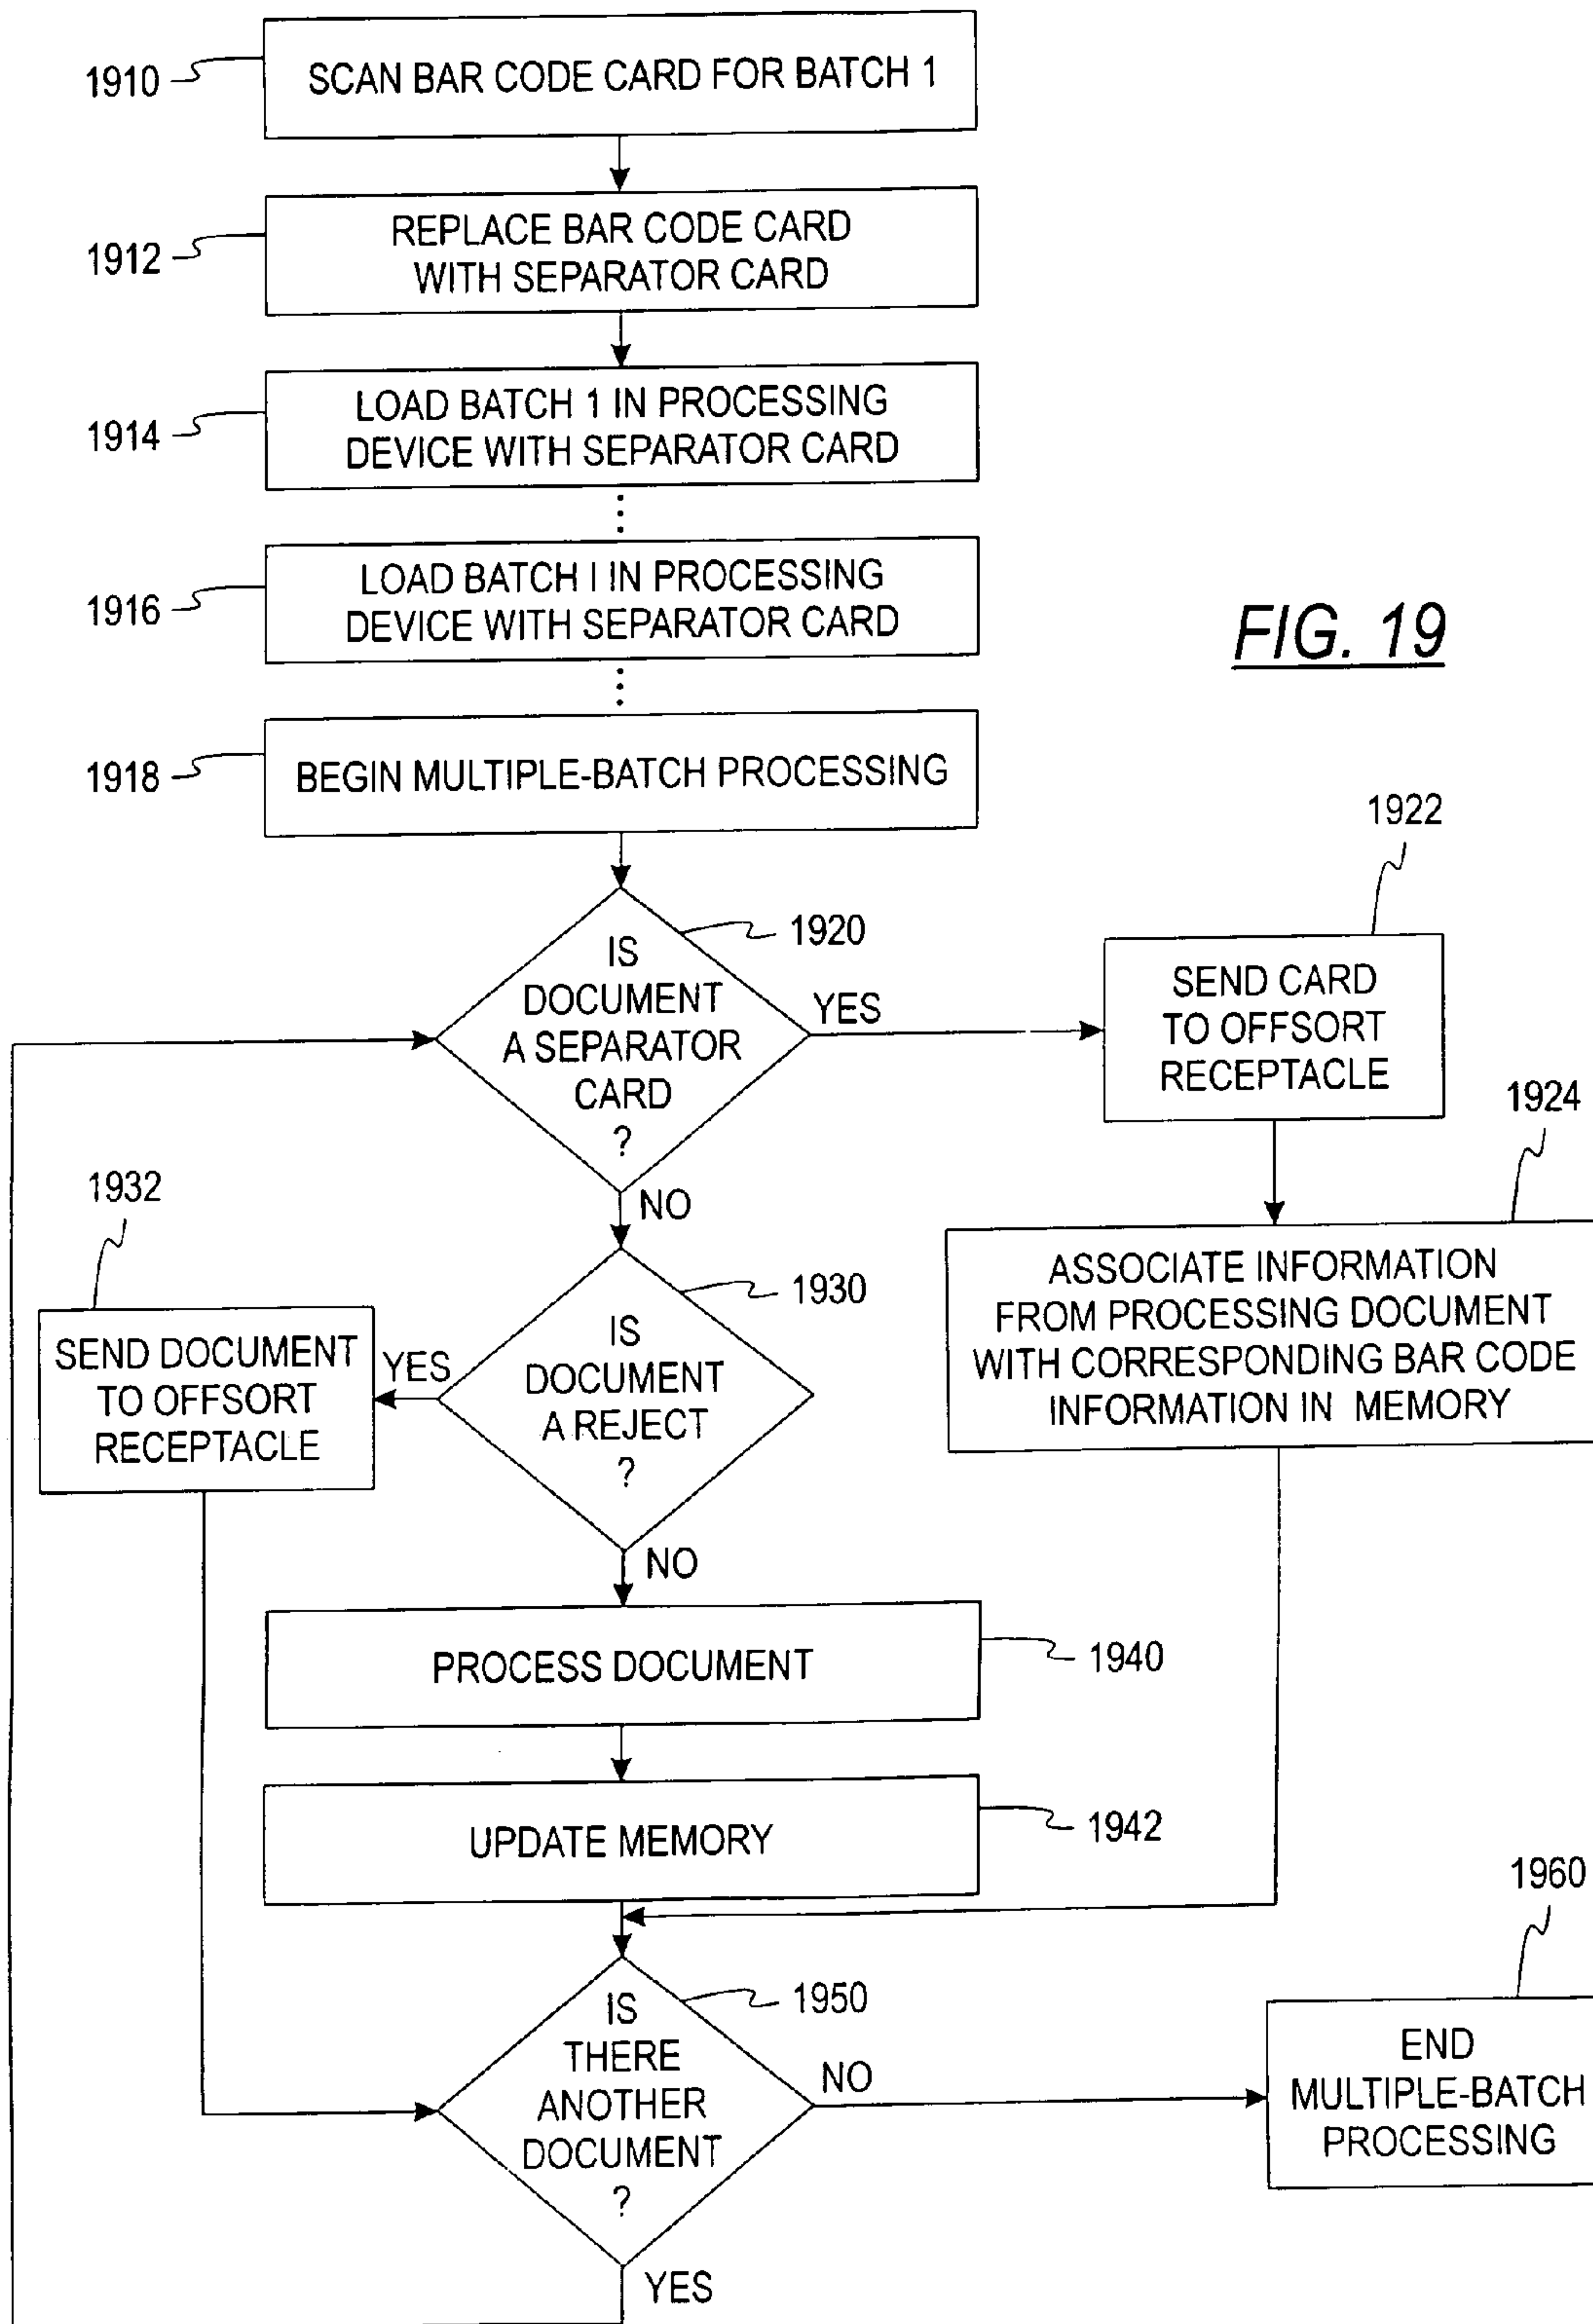 1910
SCAN BAR CODE CARD FOR BATCH 1
1912
REPLACE BAR CODE CARD
WITH SEPARATOR CARD
1914
LOAD BATCH 1 IN PROCESSING
DEVICE WITH SEPARATOR CARD
1916
LOAD BATCH I IN PROCESSING
DEVICE WITH SEPARATOR CARD
FIG. 19
1918
BEGIN MULTIPLE-BATCH PROCESSING
1920
IS
DOCUMENT
A SEPARATOR
CARD
?
YES
NO
1922
SEND CARD
TO OFFSORT
RECEPTACLE
1924
ASSOCIATE INFORMATION
FROM PROCESSING DOCUMENT
WITH CORRESPONDING BAR CODE
INFORMATION IN MEMORY
1930
IS
DOCUMENT
A REJECT
?
YES
NO
1932
SEND DOCUMENT
TO OFFSORT
RECEPTACLE
PROCESS DOCUMENT
1940
UPDATE MEMORY
1942
1950
IS
THERE
ANOTHER
DOCUMENT
?
NO
YES
1960
END
MULTIPLE-BATCH
PROCESSING